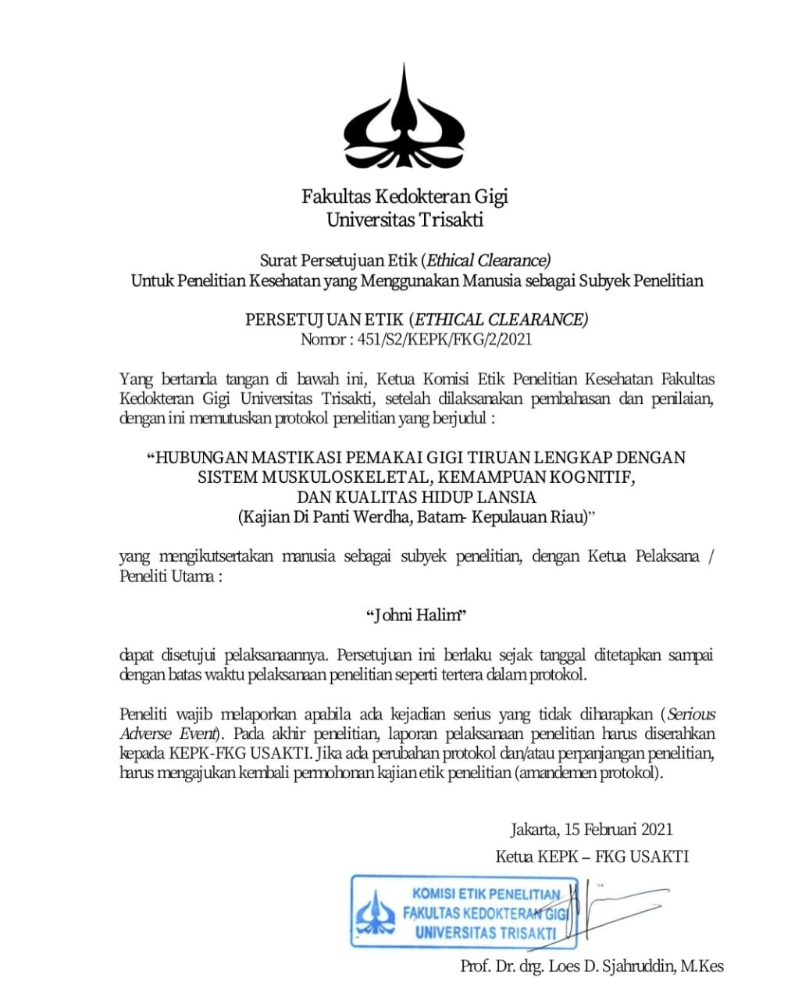 Fakultas Kedokteran Gigi
Universitas Trisakti
Surat Persetujuan Etik (Ethical Clearance)
Untuk Penelitian Kesehatan yang Menggunakan Manusia sebagai Subyek Penelitian
PERSETUJUAN ETIK (ETHICAL CLEARANCE)
Nomor : 451/S2/KEPK/FKG/2/2021
Yang bertanda tangan di bawah ini, Ketua Komisi Etik Penelitian Kesehatan Fakultas
Kedokteran Gigi Universitas Trisakti, setelah dilaksanakan pembahasan dan penilaian,
dengan ini memutuskan protokol penelitian yang berjudul :
“HUBUNGAN MASTIKASI PEMAKAI GIGI TIRUAN LENGKAP DENGAN
SISTEM MUSKULOSKELETAL, KEMAMPUAN KOGNITIF,
DAN KUALITAS HIDUP LANSIA
(Kajian Di Panti Werdha, Batam- Kepulauan Riau)”
yang mengikutsertakan manusia sebagai subyek penelitian, dengan Ketua Pelaksana /
Peneliti Utama :
“Johni Halim”
dapat disetujui pelaksanaannya. Persetujuan ini berlaku sejak tanggal ditetapkan sampai
dengan batas waktu pelaksanaan penelitian seperti tertera dalam protokol.
Peneliti wajib melaporkan apabila ada kejadian serius yang tidak diharapkan (Serious
Adverse Event). Pada akhir penelitian, laporan pelaksanaan penelitian harus diserahkan
kepada KEPK-FKG USAKTI. Jika ada perubahan protokol dan/atau perpanjangan penelitian,
harus mengajukan kembali permohonan kajian etik penelitian (amandemen protokol).
Jakarta, 15 Februari 2021
Ketua KEPK – FKG USAKTI
KOMISI ETIK PENELITIAN
FAKULTAS KEDOKTERAN GIGI
UNIVERSITAS TRISAKTI
Prof. Dr. drg. Loes D. Sjahruddin, M.Kes